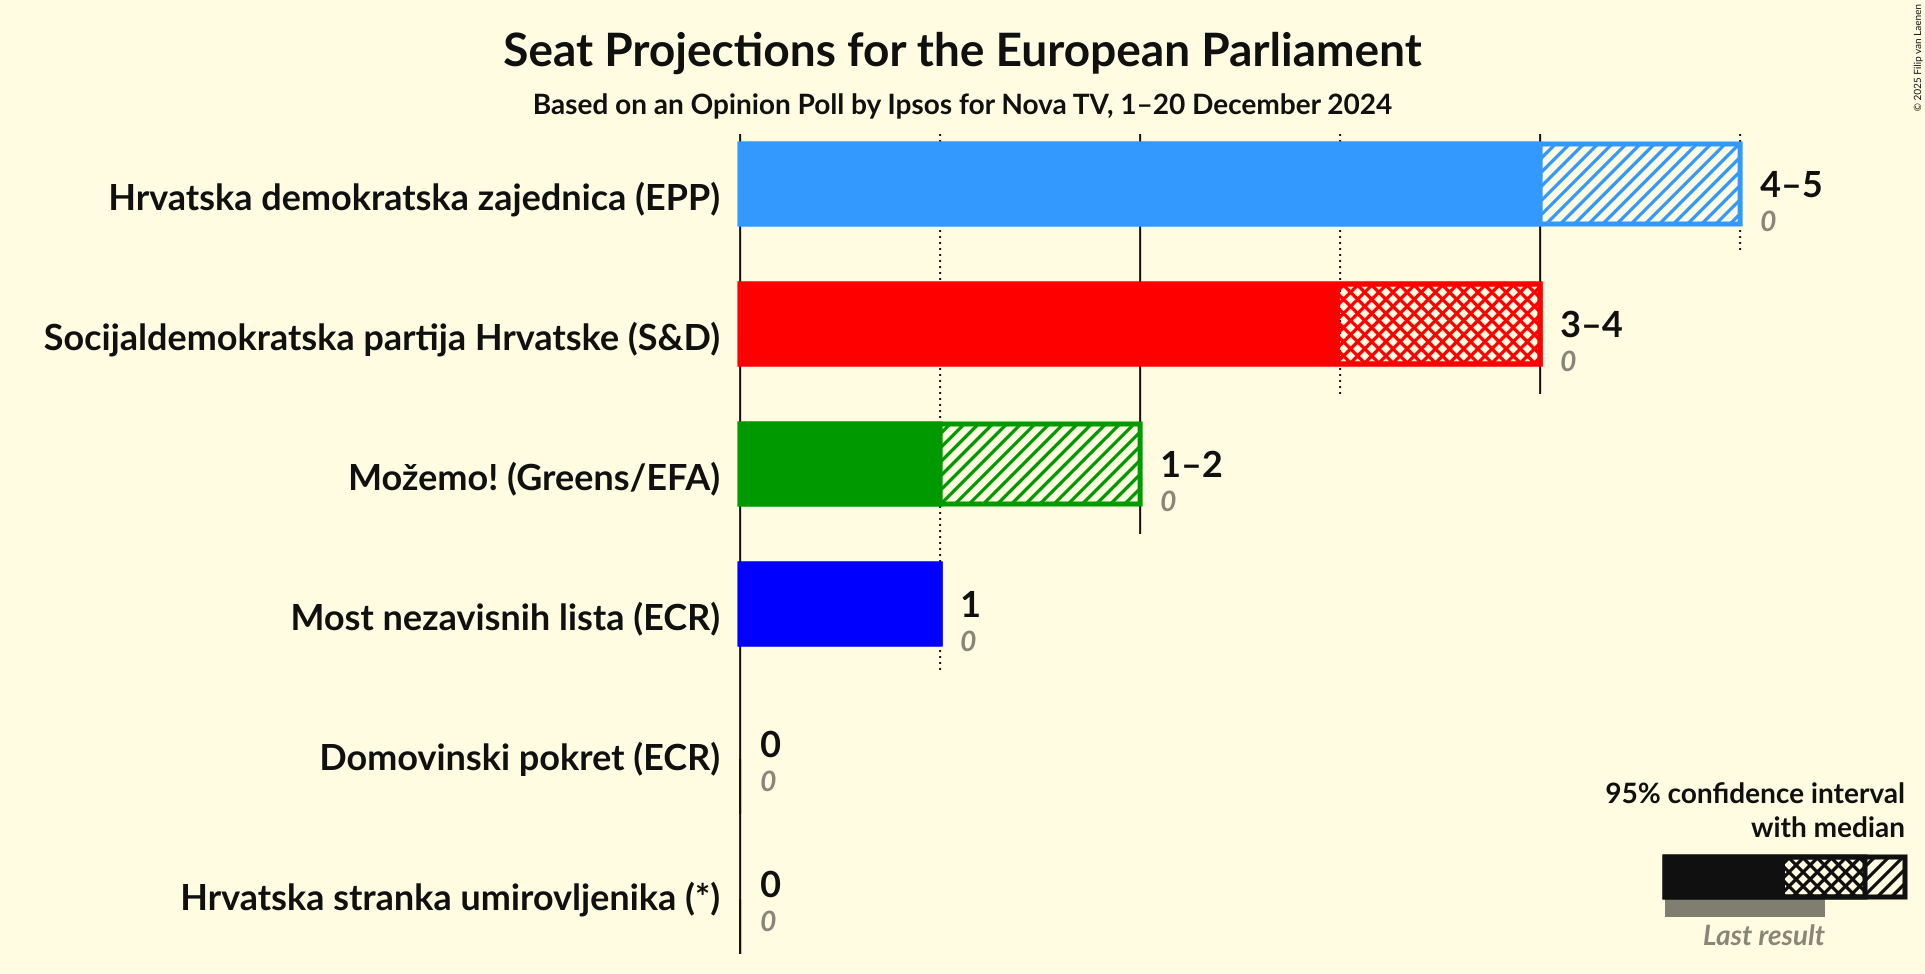 Seat Projections for the European Parliament
Based on an Opinion Poll by Ipsos for Nova TV, 1–20 December 2024
© 2025 Filip van Laenen
Hrvatska demokratska zajednica (EPP)
4–5
0
Socijaldemokratska partija Hrvatske (S&D)
3–4
0
Možemo! (Greens/EFA)
1–2
0
Most nezavisnih lista (ECR)
1
0
Domovinski pokret (ECR)
0
0
Hrvatska stranka umirovljenika (*)
0
0
95% confidence interval
with median
Last result